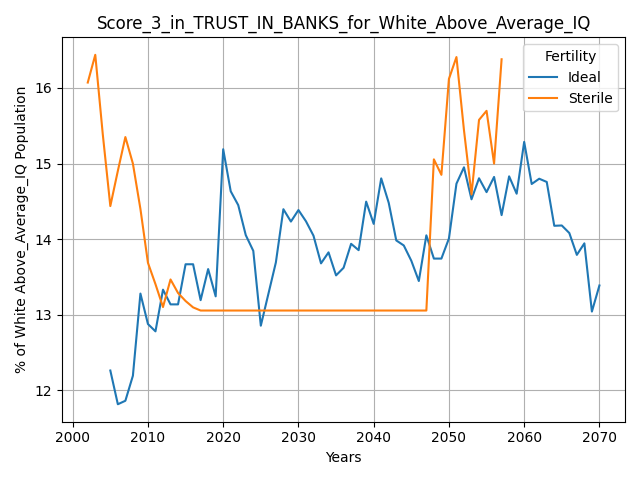 Score_3_in_TRUST_IN_BANKS_for_White_Above_Average_IQ
% of White Above_Average_IQ Population
16
15
14
13
12
Fertility
Ideal
Sterile
2000 2010 2020 2030 2040 2050 2060 2070
Years